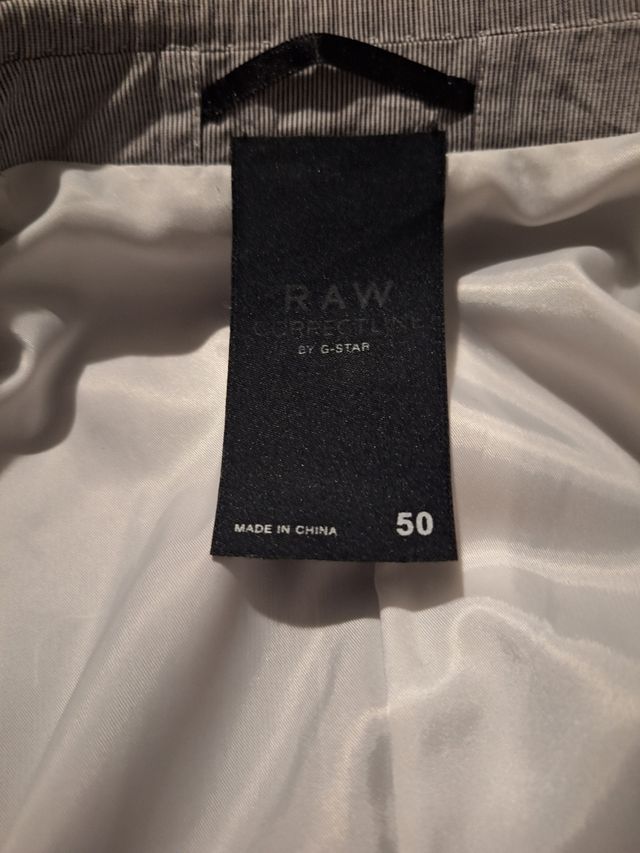 RAW
CORRECTLINE
BY G-STAR
MADE IN CHINA
50